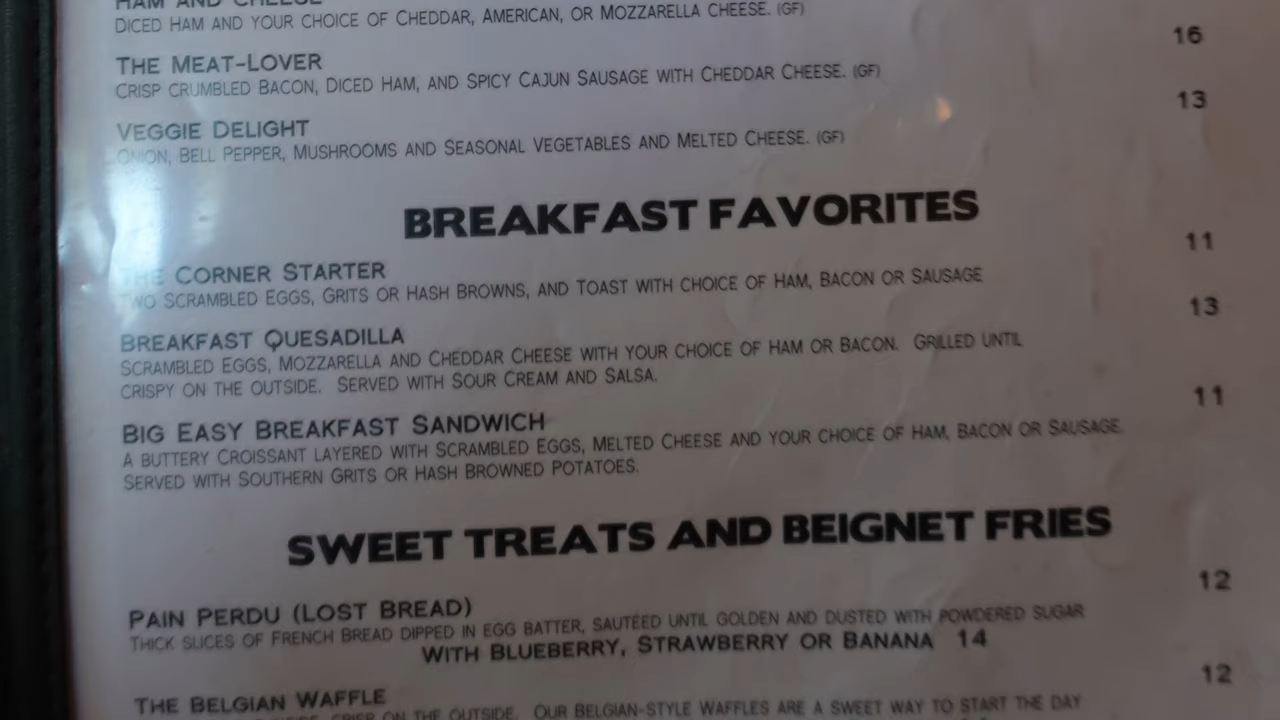 HAM AND CHEESE
DICED HAM AND YOUR CHOICE OF CHEDDAR, AMERICAN, OR MOZZARELLA CHEESE. (GF)
THE MEAT-LOVER 16
CRISP CRUMBLED BACON, DICED HAM, AND SPICY CAJUN SAUSAGE WITH CHEDDAR CHEESE. (GF)
VEGGIE DELIGHT 13
ONION, BELL PEPPER, MUSHROOMS AND SEASONAL VEGETABLES AND MELTED CHEESE. (GF)
BREAKFAST FAVORITES
THE CORNER STARTER 11
TWO SCRAMBLED EGGS, GRITS OR HASH BROWNS, AND TOAST WITH CHOICE OF HAM, BACON OR SAUSAGE
BREAKFAST QUESADILLA 13
SCRAMBLED EGGS, MOZZARELLA AND CHEDDAR CHEESE WITH YOUR CHOICE OF HAM OR BACON. GRILLED UNTIL
CRISPY ON THE OUTSIDE. SERVED WITH SOUR CREAM AND SALSA.
BIG EASY BREAKFAST SANDWICH 11
A BUTTERY CROISSANT LAYERED WITH SCRAMBLED EGGS, MELTED CHEESE AND YOUR CHOICE OF HAM, BACON OR SAUSAGE.
SERVED WITH SOUTHERN GRITS OR HASH BROWNED POTATOES.
SWEET TREATS AND BEIGNET FRIES
PAIN PERDU (LOST BREAD) 12
THICK SLICES OF FRENCH BREAD DIPPED IN EGG BATTER, SAUTÉED UNTIL GOLDEN AND DUSTED WITH POWDERED SUGAR
WITH BLUEBERRY, STRAWBERRY OR BANANA 14
THE BELGIAN WAFFLE 12
ON THE OUTSIDE. OUR BELGIAN-STYLE WAFFLES ARE A SWEET WAY TO START THE DAY